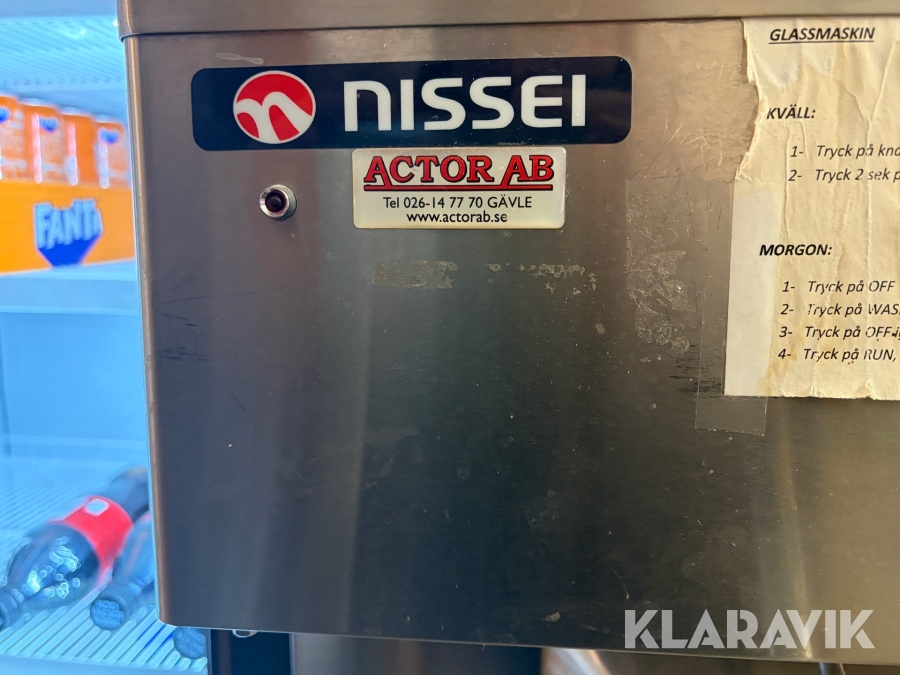 NISSEI
ACTOR AB
Tel 026-14 77 70 GÄVLE
www.actorab.se
GLASSMASKIN
KVÄLL:
1- Tryck på
2- Tryck 2 sek
MORGON:
1- Tryck på OFF
2- Tryck på
3- Tryck på OFF
4- Tryck på RUN,
FANTA
KLARAVIK